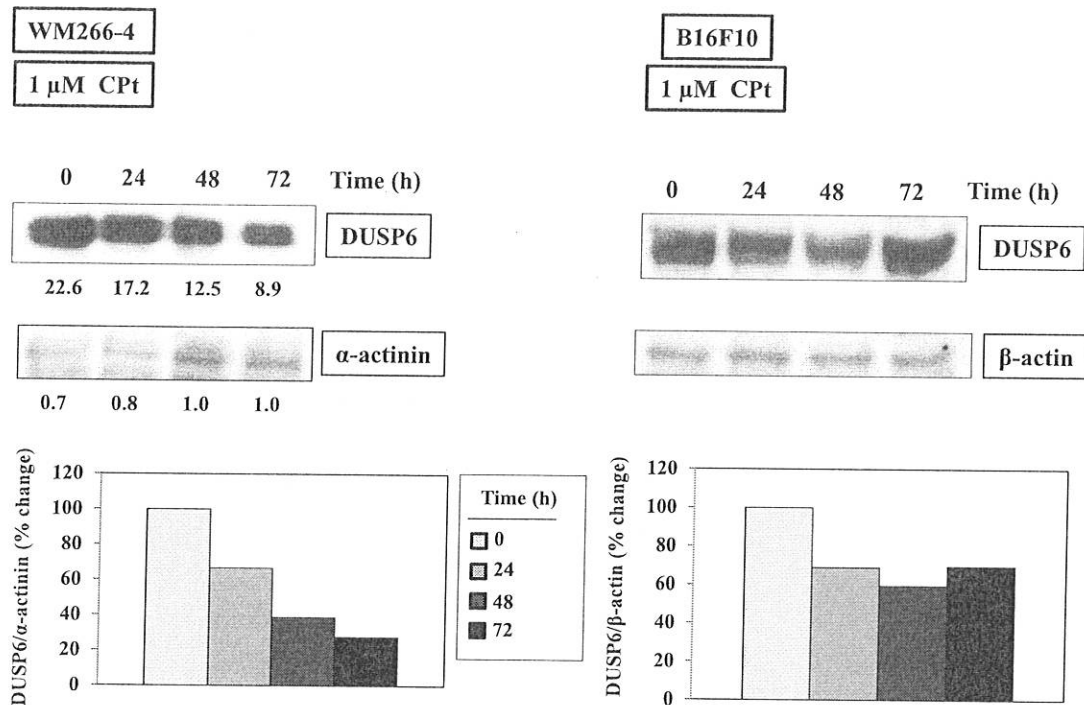 WM266-4
1 μM CPt
0 24 48 72 Time (h)
DUSP6
22.6 17.2 12.5 8.9
α-actinin
0.7 0.8 1.0 1.0
DUSP6/α-actinin (% change)
120
100
80
60
40
20
0
Time (h)
0
24
48
72
B16F10
1 μM CPt
0 24 48 72 Time (h)
DUSP6
β-actin
DUSP6/β-actin (% change)
120
100
80
60
40
20
0